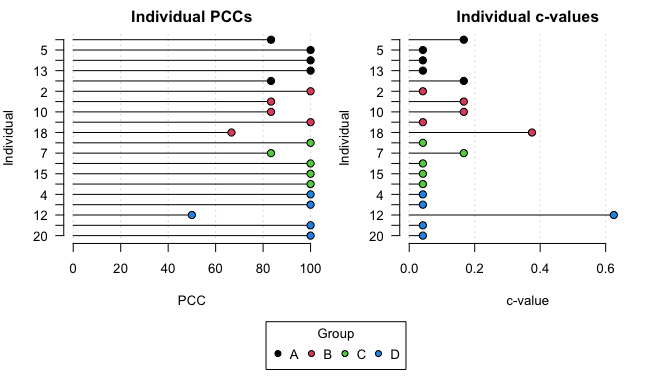 Individual PCCs
Individual
5
13
2
10
18
7
15
4
12
20
0 20 40 60 80 100
PCC
Individual c-values
Individual
5
13
2
10
18
7
15
4
12
20
0.0 0.2 0.4 0.6
c-value
Group
A B C D